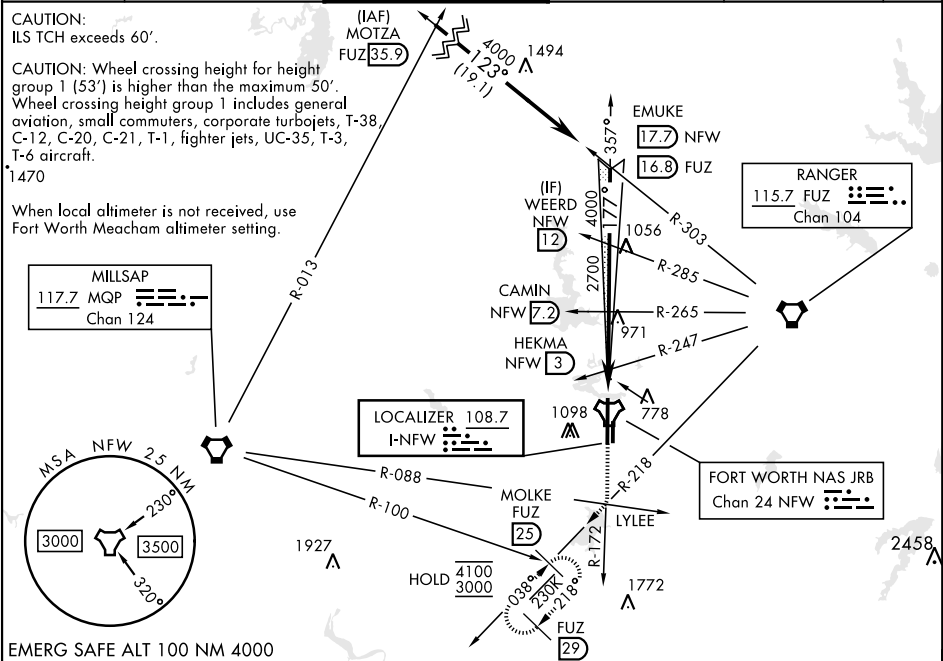 CAUTION:
ILS TCH exceeds 60'.
CAUTION: Wheel crossing height for height
group 1 (53') is higher than the maximum 50'.
Wheel crossing height group 1 includes general
aviation, small commuters, corporate turbojets, T-38,
C-12, C-20, C-21, T-1, fighter jets, UC-35, T-3,
T-6 aircraft.
1470
When local altimeter is not received, use
Fort Worth Meacham altimeter setting.
(IAF)
MOTZA
FUZ 35.9
4000
123°
(19.1)
1494
EMUKE
17.7 NFW
16.8 FUZ
357°
177°
4000
2700
(IF)
WEERD
NFW
12
1056
R-303
R-285
RANGER
115.7 FUZ
Chan 104
R-013
MILLSAP
117.7 MQP
Chan 124
CAMIN
NFW 7.2
R-265
971
HEKMA
NFW 3
R-247
778
1098
LOCALIZER 108.7
I-NFW
R-218
FORT WORTH NAS JRB
Chan 24 NFW
R-088
R-100
MOLKE
FUZ
25
LYLEE
R-172
MSA NFW 25 NM
230°
3000
3500
320°
1927
HOLD 4100
3000
038°
230K
218°
1772
2458
FUZ
29
EMERG SAFE ALT 100 NM 4000